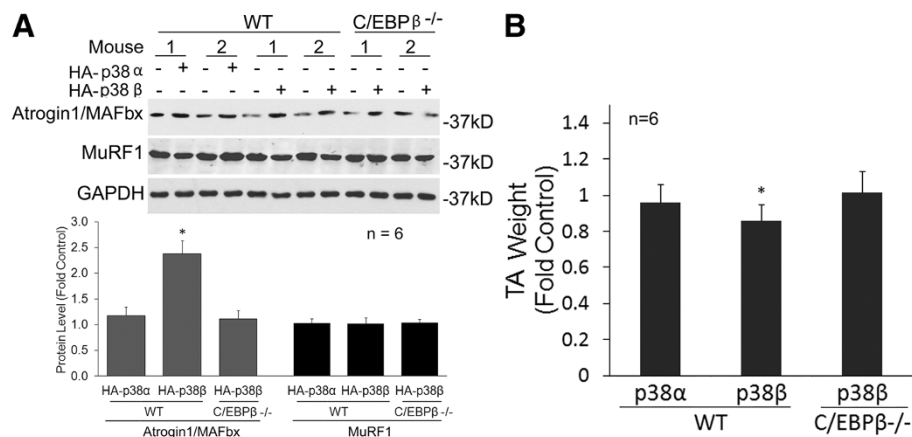 A
WT C/EBPβ -/-
Mouse 1 2 1 2 1 2
HA-p38 α - + - +
HA-p38 β - + - + - + - +
Atrogin1/MAFbx -37kD
MuRF1 -37kD
GAPDH -37kD
Protein Level (Fold Control)
3.0
2.5
2.0
1.5
1.0
0.5
0.0
*
n = 6
HA-p38α HA-p38β HA-p38β HA-p38α HA-p38β HA-p38β
WT C/EBPβ -/- WT C/EBPβ -/-
Atrogin1/MAFbx MuRF1
B
TA Weight
(Fold Control)
1.4
1.2
1
0.8
0.6
0.4
0.2
0
n=6
*
p38α p38β p38β
WT C/EBPβ-/-